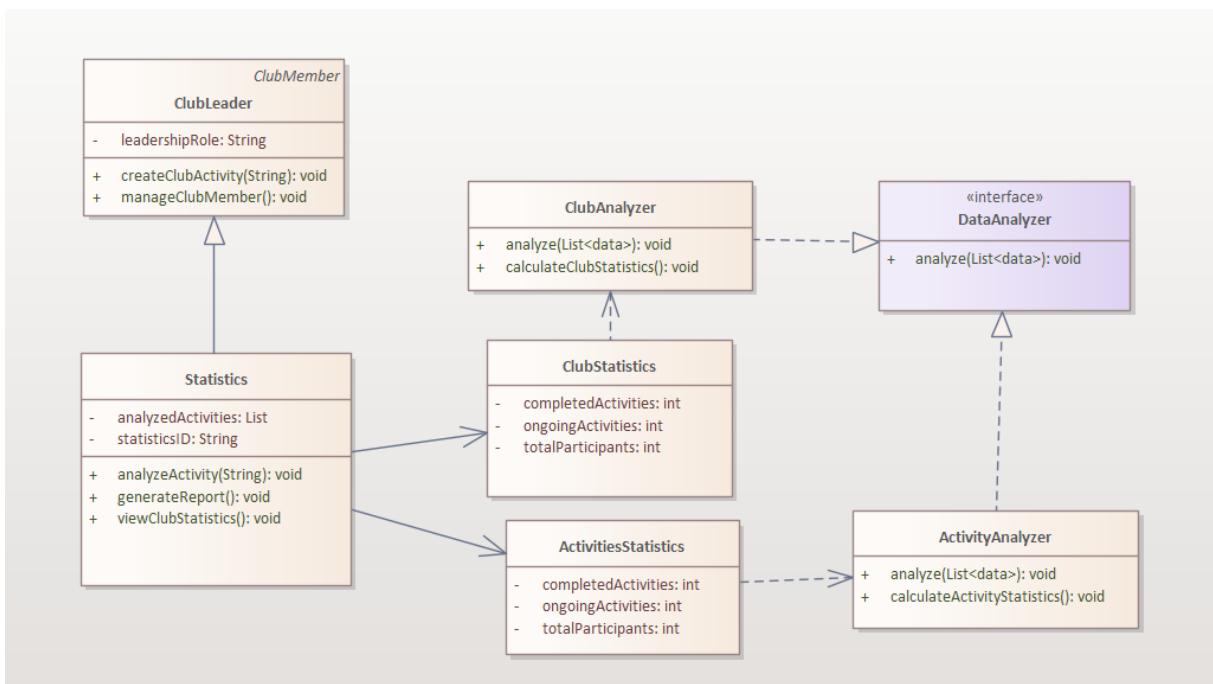 ClubMember
ClubLeader
- leadershipRole: String
+ createClubActivity(String): void
+ manageClubMember(): void
ClubAnalyzer
+ analyze(List<data>): void
+ calculateClubStatistics(): void
«interface»
DataAnalyzer
+ analyze(List<data>): void
Statistics
- analyzedActivities: List
- statisticsID: String
+ analyzeActivity(String): void
+ generateReport(): void
+ viewClubStatistics(): void
ClubStatistics
- completedActivities: int
- ongoingActivities: int
- totalParticipants: int
ActivitiesStatistics
- completedActivities: int
- ongoingActivities: int
- totalParticipants: int
ActivityAnalyzer
+ analyze(List<data>): void
+ calculateActivityStatistics(): void